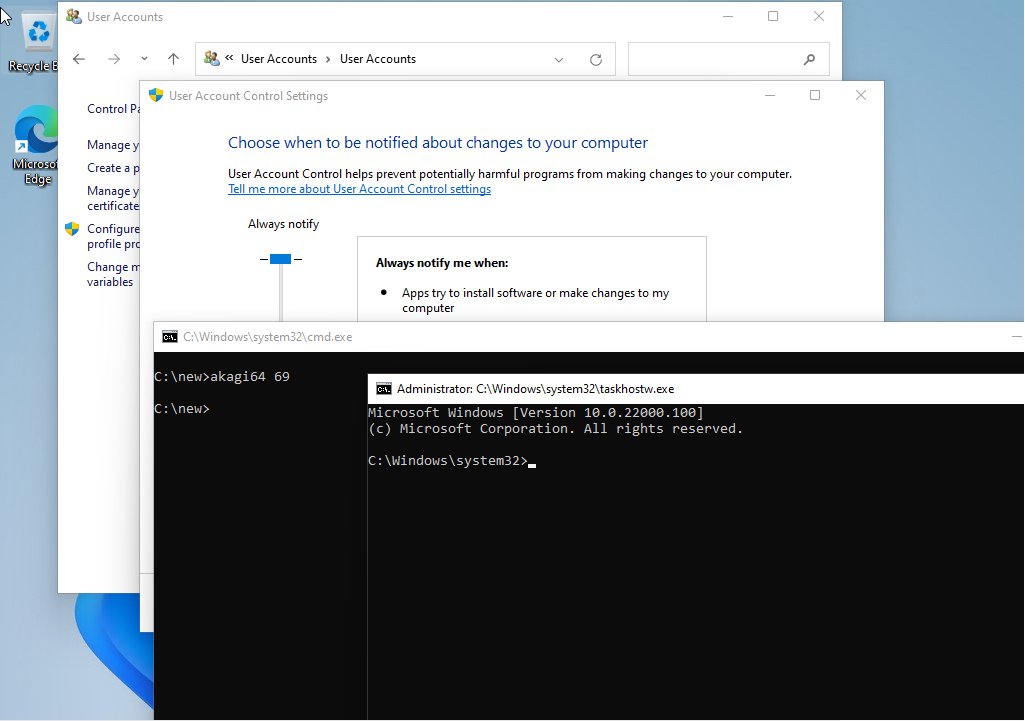 User Accounts
Recycle B
« User Accounts › User Accounts
User Account Control Settings
Control Pa
Manage y
Create a p
Manage y
certificate
Configure
profile pro
Change m
variables
Microso
Edge
Choose when to be notified about changes to your computer
User Account Control helps prevent potentially harmful programs from making changes to your computer.
Tell me more about User Account Control settings
Always notify
Always notify me when:
• Apps try to install software or make changes to my
computer
C:\Windows\system32\cmd.exe
C:\new>akagi64 69
C:\new>
Administrator: C:\Windows\system32\taskhostw.exe
Microsoft Windows [Version 10.0.22000.100]
(c) Microsoft Corporation. All rights reserved.
C:\Windows\system32>